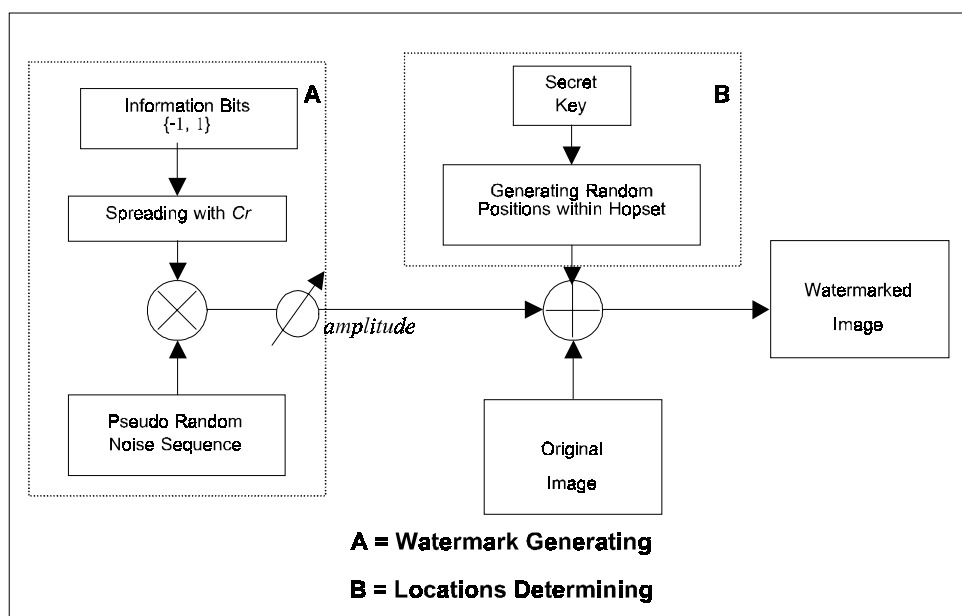 A
Information Bits
{-1, 1}
Spreading with Cr
amplitude
Pseudo Random
Noise Sequence
B
Secret
Key
Generating Random
Positions within Hopset
Watermarked
Image
Original
Image
A = Watermark Generating
B = Locations Determining